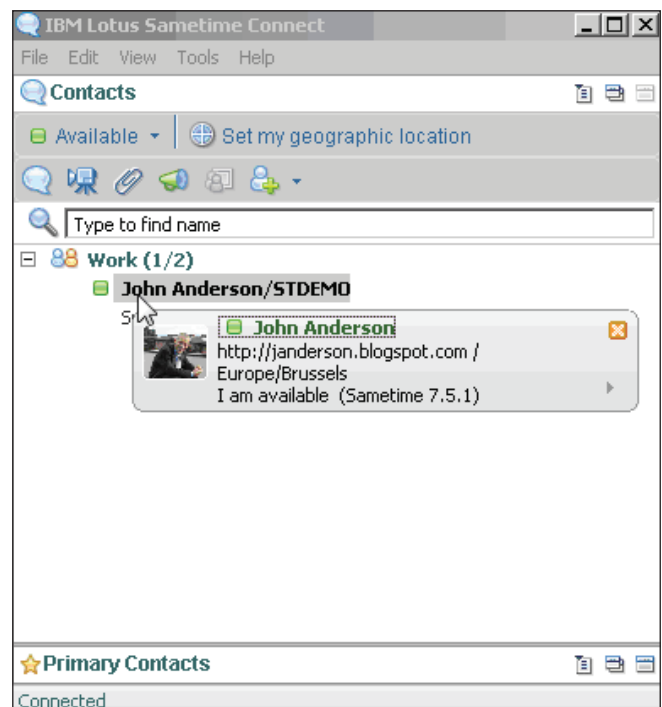 IBM Lotus Sametime Connect
File Edit View Tools Help
Contacts
Available Set my geographic location
Type to find name
Work (1/2)
John Anderson/STDEMO
John Anderson
http://janderson.blogspot.com /
Europe/Brussels
I am available (Sametime 7.5.1)
Primary Contacts
Connected